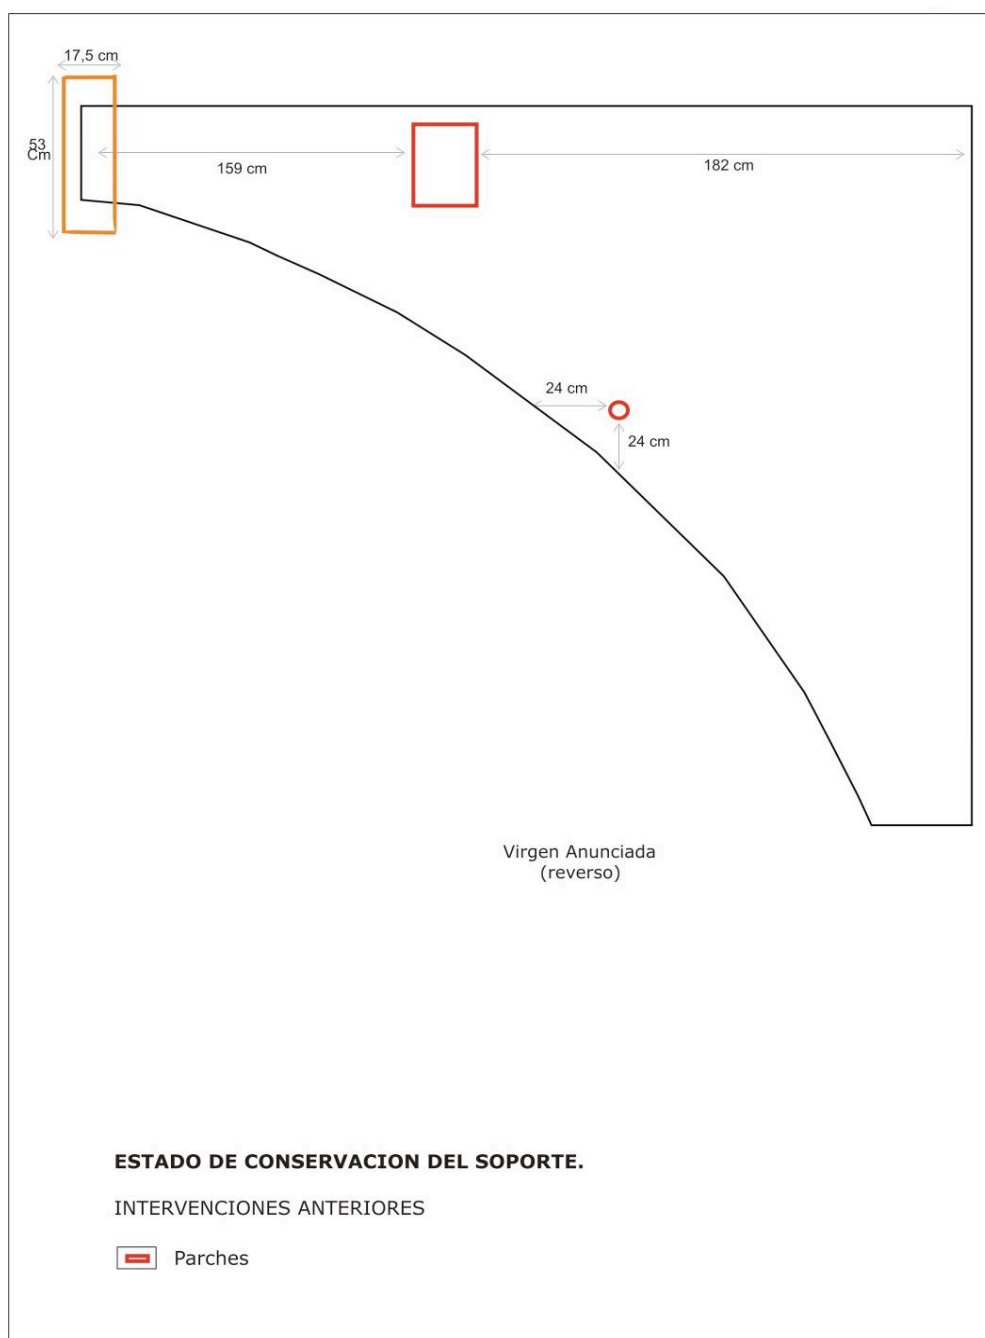 17,5 cm
53
Cm
159 cm
182 cm
24 cm
24 cm
Virgen Anunciada
(reverso)
ESTADO DE CONSERVACION DEL SOPORTE.
INTERVENCIONES ANTERIORES
Parches